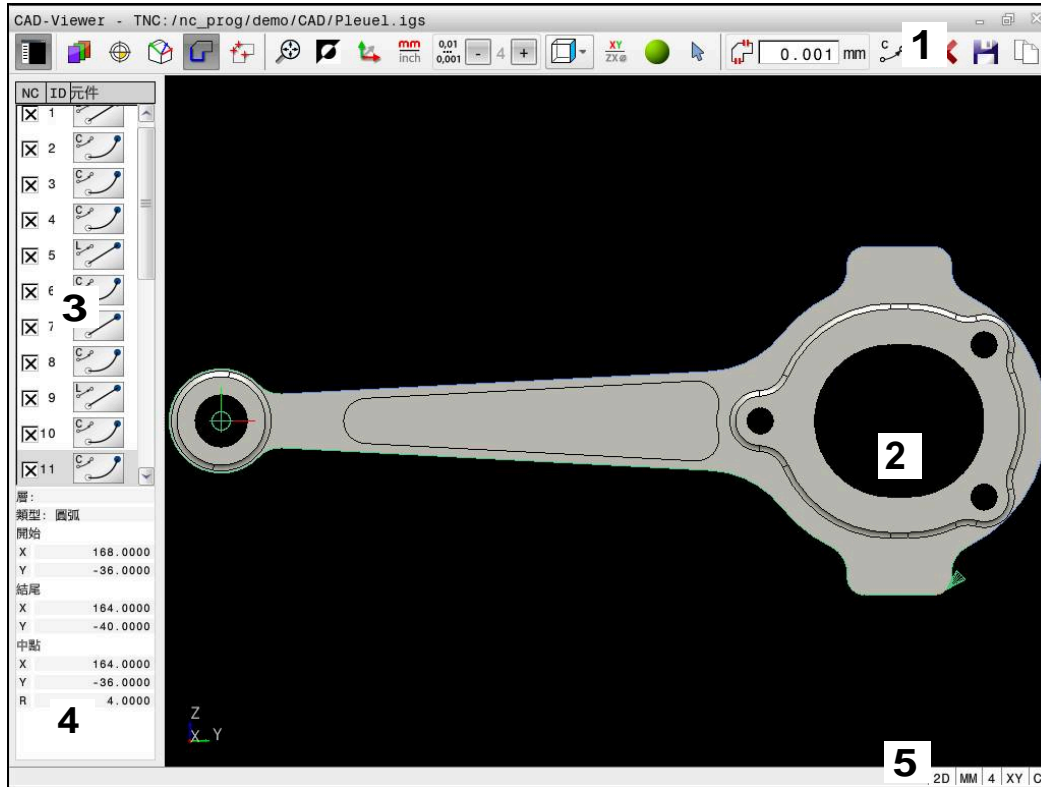 CAD-Viewer - TNC:/nc_prog/demo/CAD/Pleuel.igs
mm
inch
0,01
...
0,001
- 4 +
XY
ZX
0.001 mm
C
1
NC ID 元件
1
2 C
3 C
4 C
5 L
6 C
7
8 C
9 L
10 C
11 C
3
2
層:
類型: 圓弧
開始
X 168.0000
Y -36.0000
結尾
X 164.0000
Y -40.0000
中點
X 164.0000
Y -36.0000
R 4.0000
4
Z
X Y
5
2D MM 4 XY C